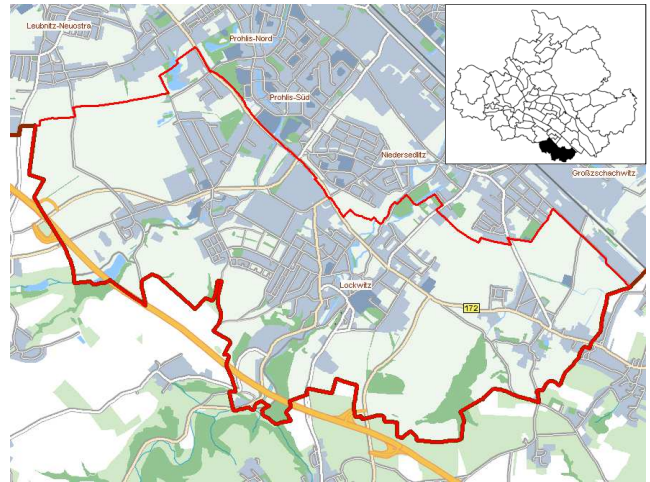 Leubnitz-Neuostra
Prohlis-Nord
Prohlis-Süd
Niedersedlitz
Großzschachwitz
Lockwitz
172